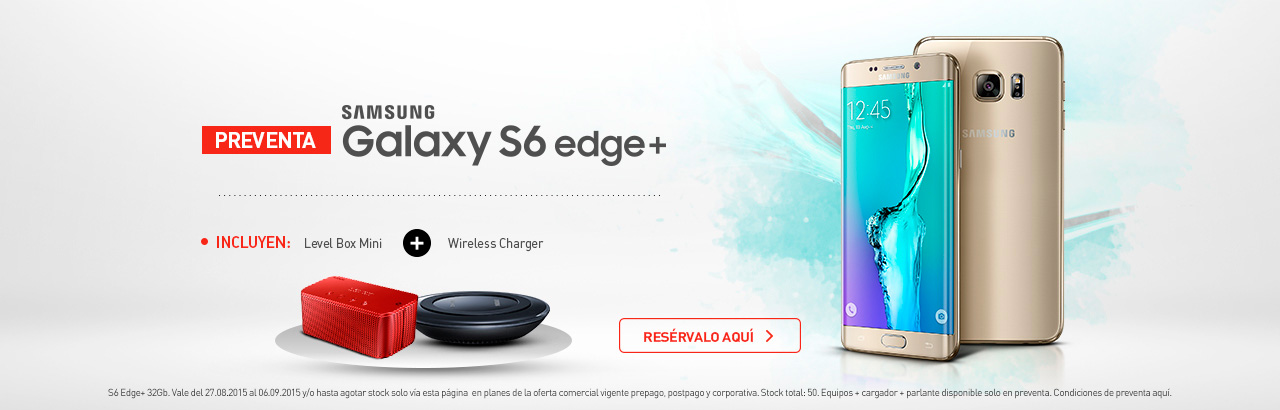 SAMSUNG
PREVENTA
Galaxy S6 edge+
INCLUYEN: Level Box Mini + Wireless Charger
RESÉRVALO AQUÍ >
SAMSUNG
12:45
SAMSUNG
S6 Edge+ 32Gb. Vale del 27.08.2015 al 06.09.2015 y/o hasta agotar stock solo vía esta página en planes de la oferta comercial vigente prepago, postpago y corporativa. Stock total: 50. Equipos + cargador + parlante disponible solo en preventa. Condiciones de preventa aquí.